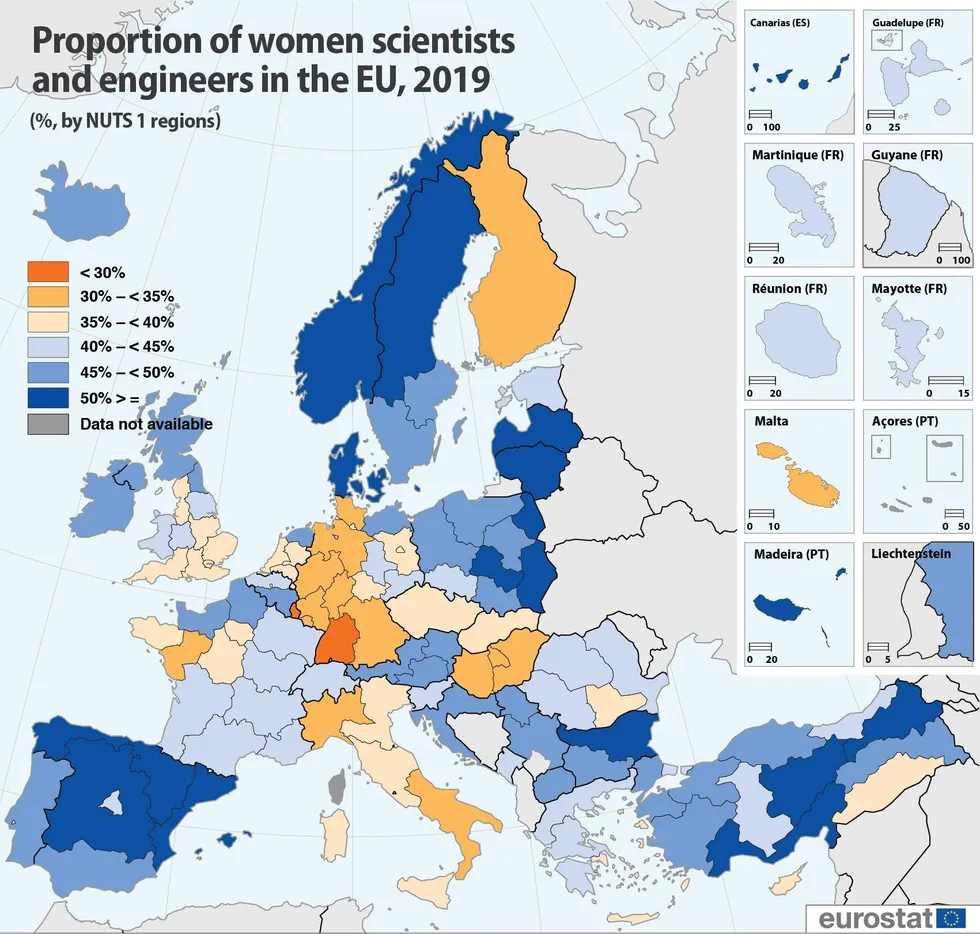 Proportion of women scientists
and engineers in the EU, 2019
(%, by NUTS 1 regions)
< 30%
30% – < 35%
35% – < 40%
40% – < 45%
45% – < 50%
50% > =
Data not available
Canarias (ES)
0 100
Guadelupe (FR)
0 25
Martinique (FR)
0 20
Guyane (FR)
0 100
Réunion (FR)
0 20
Mayotte (FR)
0 15
Malta
0 10
Açores (PT)
0 50
Madeira (PT)
0 20
Liechtenstein
0 5
eurostat